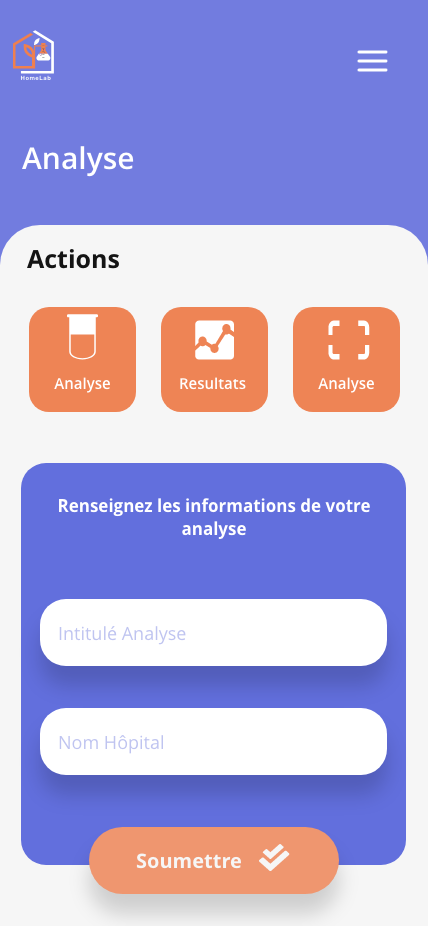 HomeLab
Analyse
Actions
Analyse
Resultats
Analyse
Renseignez les informations de votre
analyse
Intitulé Analyse
Nom Hôpital
Soumettre